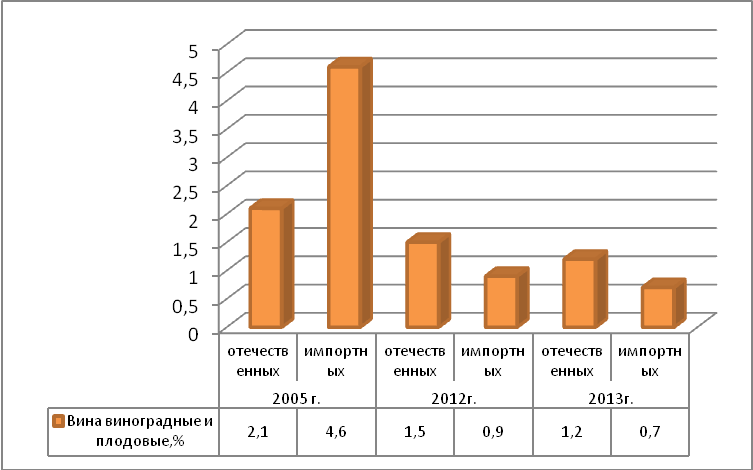 5
4,5
4
3,5
3
2,5
2
1,5
1
0,5
0
отечеств импортн отечеств импортн отечеств импортн
енных ых енных ых енных ых
2005 г. 2012г. 2013г.
Вина виноградные и
плодовые,% 2,1 4,6 1,5 0,9 1,2 0,7